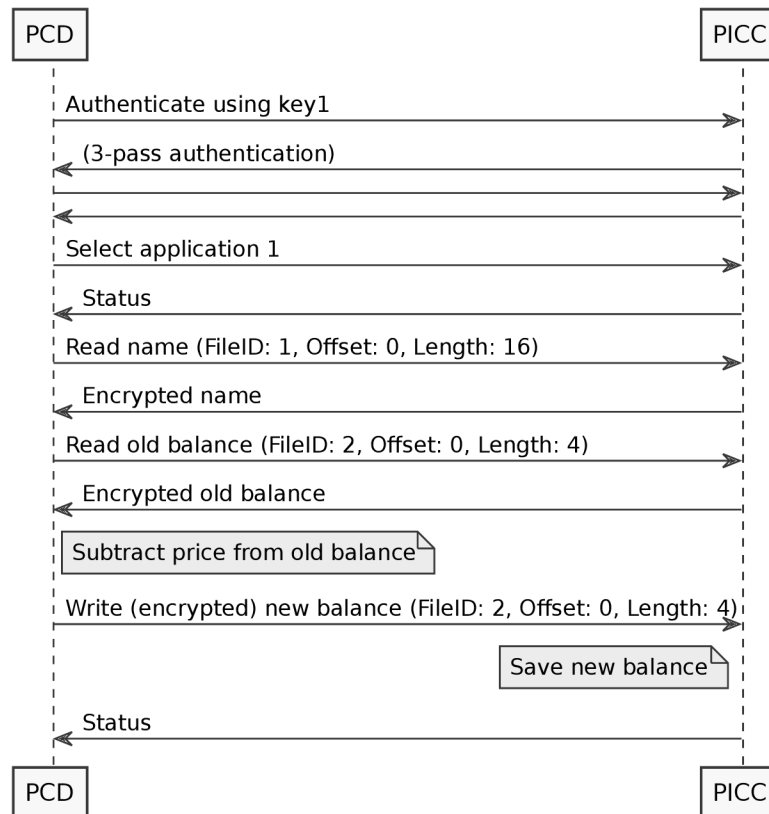 PCD PICC
Authenticate using key1
(3-pass authentication)
Select application 1
Status
Read name (FileID: 1, Offset: 0, Length: 16)
Encrypted name
Read old balance (FileID: 2, Offset: 0, Length: 4)
Encrypted old balance
Subtract price from old balance
Write (encrypted) new balance (FileID: 2, Offset: 0, Length: 4)
Save new balance
Status
PCD PICC